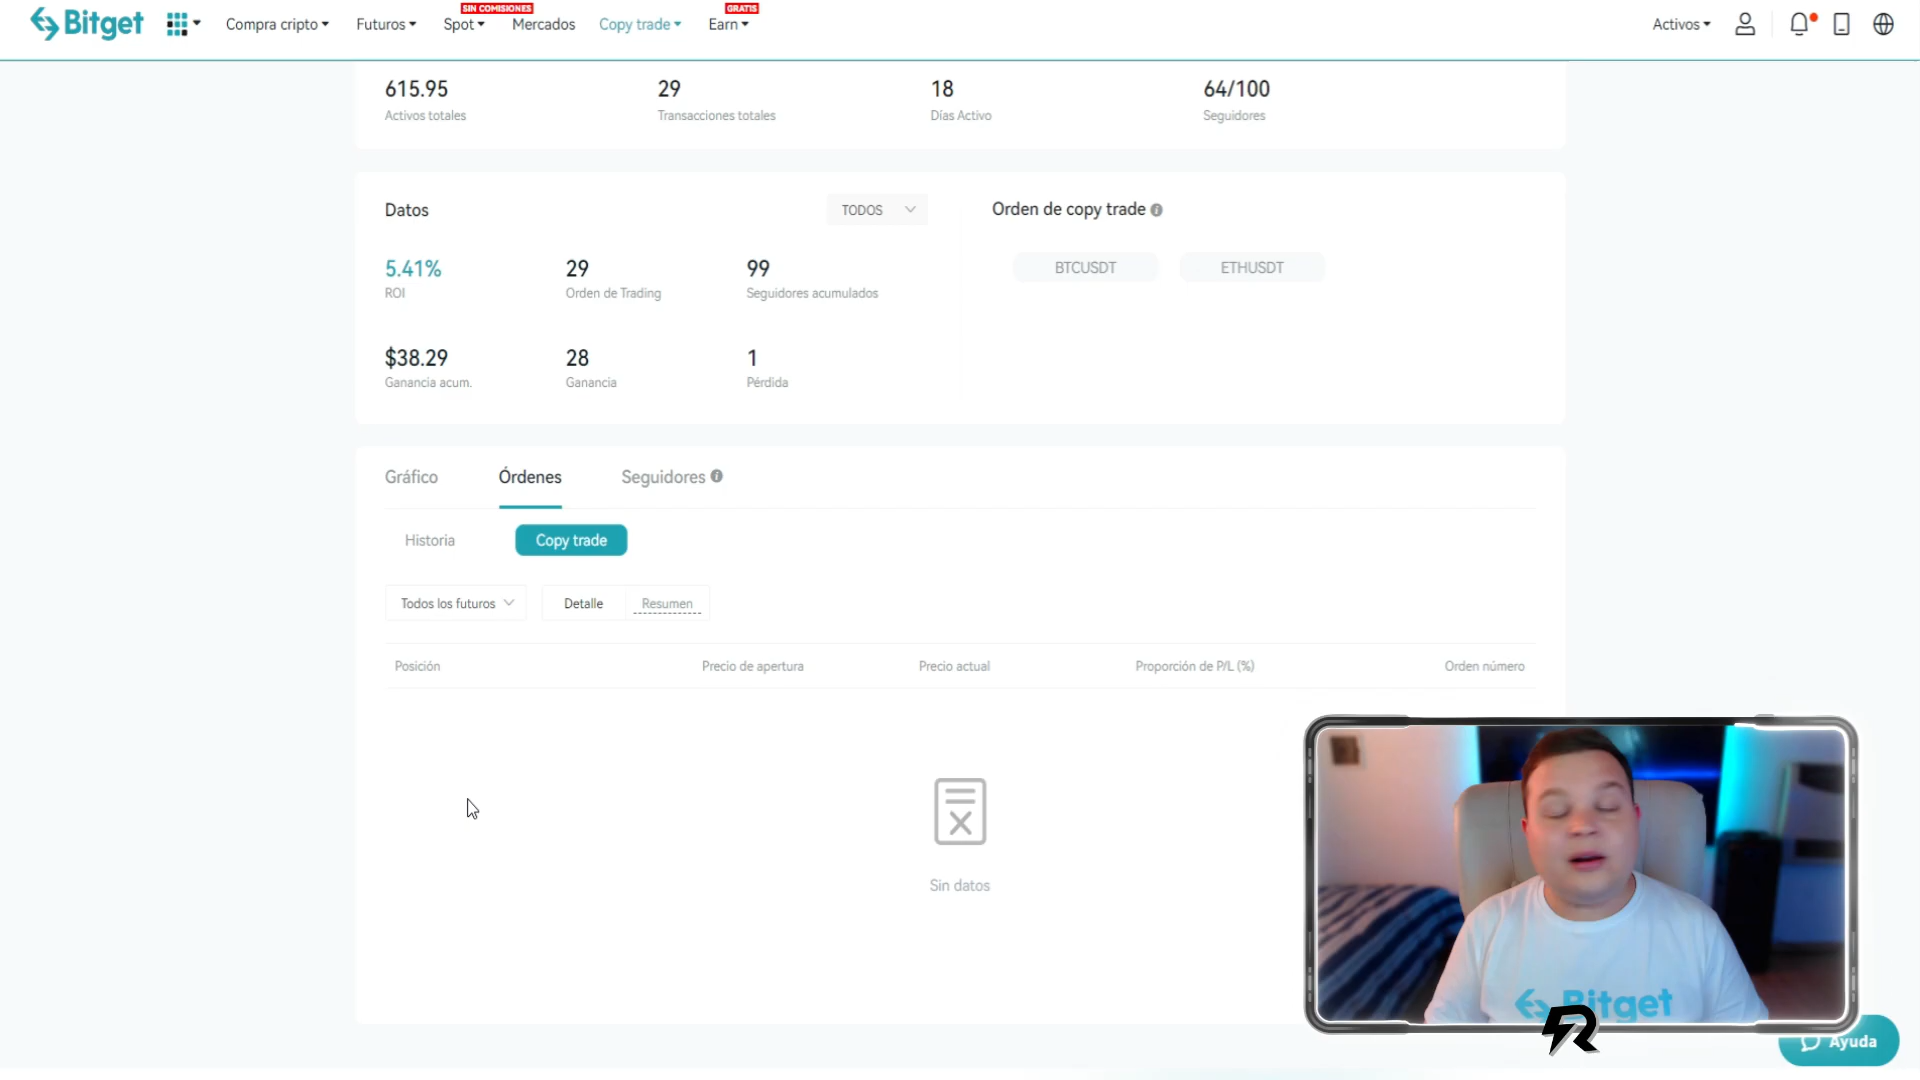 Bitget
Compra cripto
Futuros
SIN COMISIONES
Spot
Mercados
Copy trade
GRATIS
Earn
Activos
615.95
29
18
64/100
Activos totales
Transacciones totales
Días Activo
Seguidores
Datos
TODOS
Orden de copy trade
5.41%
29
99
BTCUSDT
ETHUSDT
ROI
Orden de Trading
Seguidores acumulados
$38.29
28
1
Ganancia acum.
Ganancia
Pérdida
Gráfico
Órdenes
Seguidores
Historia
Copy trade
Todos los futuros
Detalle
Resumen
Posición
Precio de apertura
Precio actual
Proporción de P/L (%)
Orden número
Sin datos
Bitget
R
Ayuda